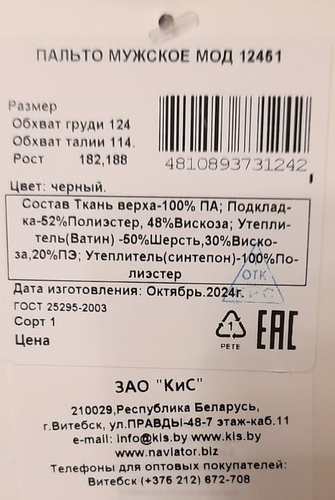 ПАЛЬТО МУЖСКОЕ МОД 12451
Размер
Обхват груди 124
Обхват талии 114.
Рост 182,188
4810893731242
Цвет: черный.
Состав Ткань верха-100% ПА; Подклад-
ка-52%Полиэстер, 48%Вискоза; Утепли-
тель(Ватин) -50%Шерсть,30%Виско-
за,20%ПЭ; Утеплитель(синтепон)-100%По-
лиэстер
ОТК
Дата изготовления: Октябрь.2024г.
ГОСТ 25295-2003
Сорт 1
Цена
1
PETE
EAC
ЗАО "КиС"
210029,Республика Беларусь,
г.Витебск, ул.ПРАВДЫ-48-7 этаж-каб.11
e-mail: info@kis.by www.kis.by
www.naviator.biz
Телефоны для оптовых покупателей:
Витебск (+375 212) 672-708